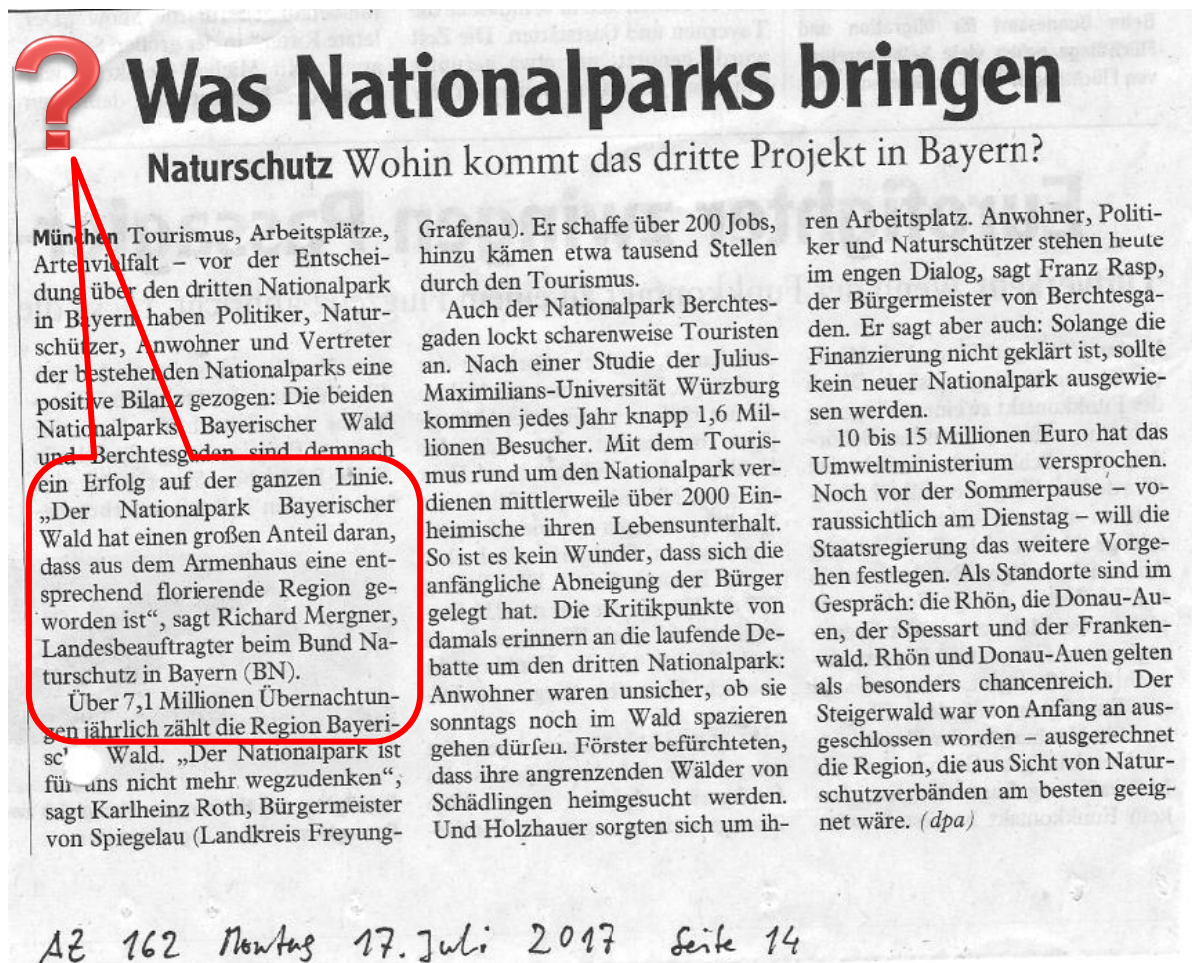 ?
Was Nationalparks bringen
Naturschutz Wohin kommt das dritte Projekt in Bayern?
München Tourismus, Arbeitsplätze,
Artenvielfalt – vor der Entschei-
dung über den dritten Nationalpark
in Bayern haben Politiker, Natur-
schützer, Anwohner und Vertreter
der bestehenden Nationalparks eine
positive Bilanz gezogen: Die beiden
Nationalparks Bayerischer Wald
und Berchtesgaden sind demnach
ein Erfolg auf der ganzen Linie.
„Der Nationalpark Bayerischer
Wald hat einen großen Anteil daran,
dass aus dem Armenhaus eine ent-
sprechend florierende Region ge-
worden ist“, sagt Richard Mergner,
Landesbeauftragter beim Bund Na-
turschutz in Bayern (BN).
Über 7,1 Millionen Übernachtun-
gen jährlich zählt die Region Bayeri-
sc Wald. „Der Nationalpark ist
für uns nicht mehr wegzudenken“,
sagt Karlheinz Roth, Bürgermeister
von Spiegelau (Landkreis Freyung-
Grafenau). Er schaffe über 200 Jobs,
hinzu kämen etwa tausend Stellen
durch den Tourismus.
Auch der Nationalpark Berchtes-
gaden lockt scharenweise Touristen
an. Nach einer Studie der Julius-
Maximilians-Universität Würzburg
kommen jedes Jahr knapp 1,6 Mil-
lionen Besucher. Mit dem Touris-
mus rund um den Nationalpark ver-
dienen mittlerweile über 2000 Ein-
heimische ihren Lebensunterhalt.
So ist es kein Wunder, dass sich die
anfängliche Abneigung der Bürger
gelegt hat. Die Kritikpunkte von
damals erinnern an die laufende De-
batte um den dritten Nationalpark:
Anwohner waren unsicher, ob sie
sonntags noch im Wald spazieren
gehen dürfen. Förster befürchteten,
dass ihre angrenzenden Wälder von
Schädlingen heimgesucht werden.
Und Holzhauer sorgten sich um ih-
ren Arbeitsplatz. Anwohner, Politi-
ker und Naturschützer stehen heute
im engen Dialog, sagt Franz Rasp,
der Bürgermeister von Berchtesga-
den. Er sagt aber auch: Solange die
Finanzierung nicht geklärt ist, sollte
kein neuer Nationalpark ausgewie-
sen werden.
10 bis 15 Millionen Euro hat das
Umweltministerium versprochen.
Noch vor der Sommerpause – vo-
raussichtlich am Dienstag – will die
Staatsregierung das weitere Vorge-
hen festlegen. Als Standorte sind im
Gespräch: die Rhön, die Donau-Au-
en, der Spessart und der Franken-
wald. Rhön und Donau-Auen gelten
als besonders chancenreich. Der
Steigerwald war von Anfang an aus-
geschlossen worden – ausgerechnet
die Region, die aus Sicht von Natur-
schutzverbänden am besten geeig-
net wäre. (dpa)
AZ 162 Montag 17. Juli 2017 Seite 14